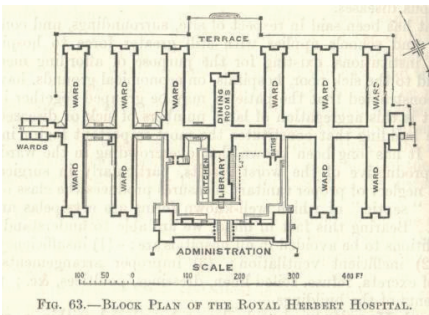 TERRACE
WARD
WARD
WARD
DINING
ROOMS
WARD
WARD
WARD
WARDS
WARD
WARD
KITCHEN
LIBRARY
BATHS
WARD
WARD
ADMINISTRATION
SCALE
100 50 0 100 200 300 400 FT
FIG. 63.—BLOCK PLAN OF THE ROYAL HERBERT HOSPITAL.